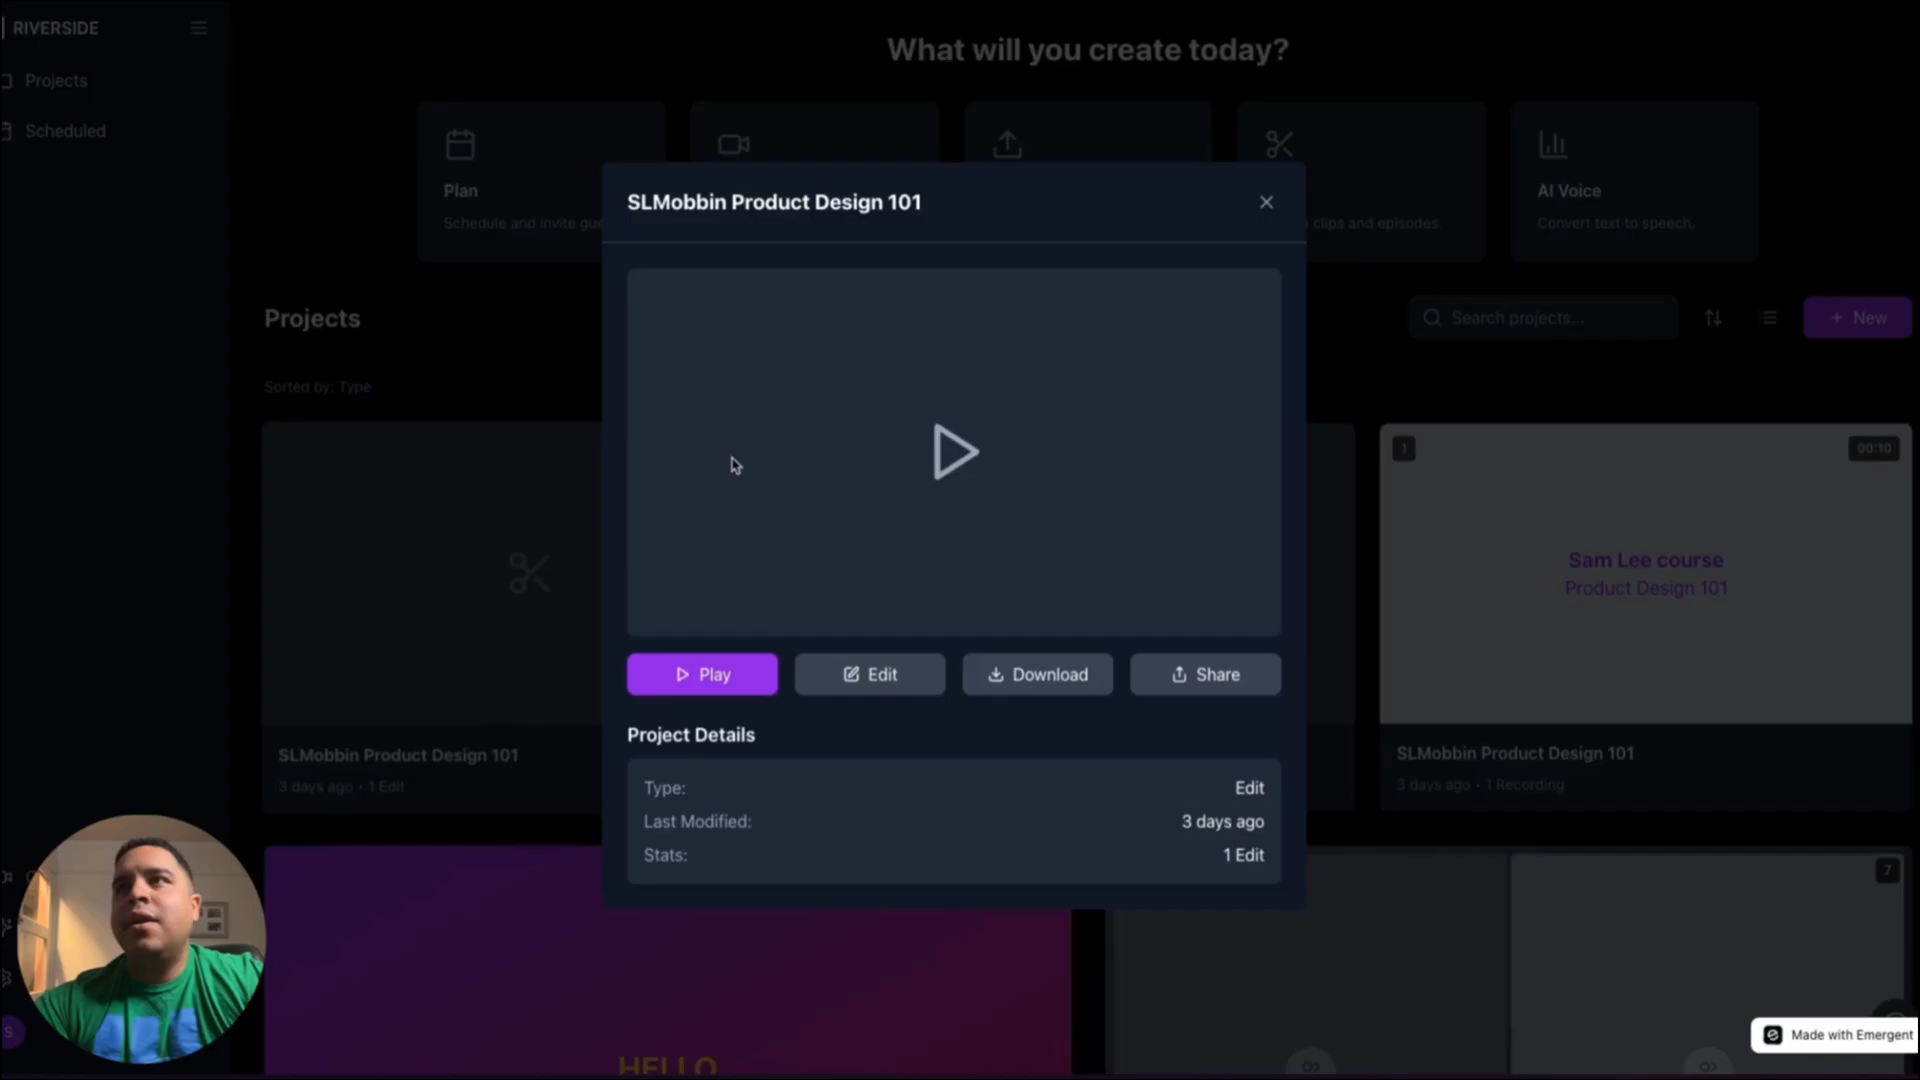 RIVERSIDE
Projects
Scheduled
What will you create today?
Plan
Schedule and invite gue
clips and episodes.
AI Voice
Convert text to speech.
SLMobbin Product Design 101
Projects
Search projects...
+ New
Sorted by: Type
1
00:10
Sam Lee course
Product Design 101
Play
Edit
Download
Share
Project Details
Type:
Edit
Last Modified:
3 days ago
Stats:
1 Edit
SLMobbin Product Design 101
3 days ago • 1 Edit
SLMobbin Product Design 101
3 days ago • 1 Recording
7
HELLO
S
Made with Emergent